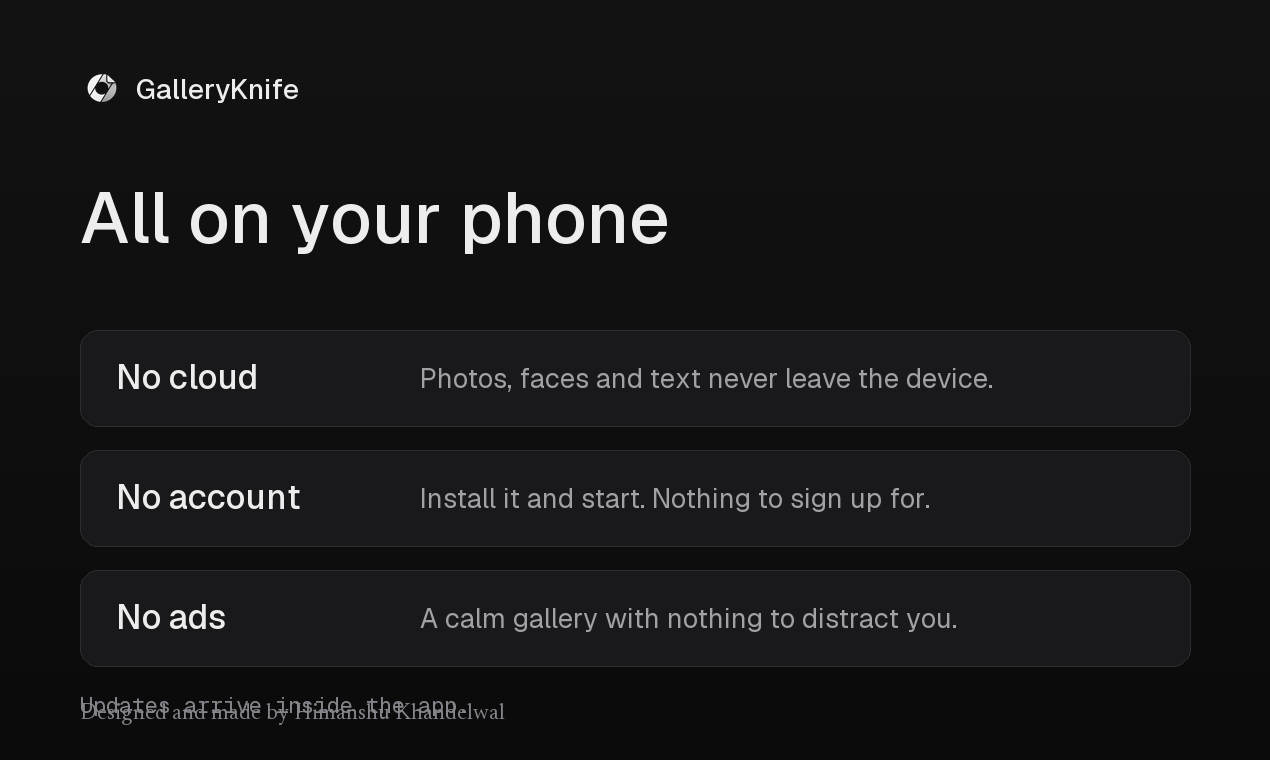 GalleryKnife
All on your phone
No cloud
Photos, faces and text never leave the device.
No account
Install it and start. Nothing to sign up for.
No ads
A calm gallery with nothing to distract you.
Updates arrive inside the app.
Designed and made by Himanshu Khandelwal